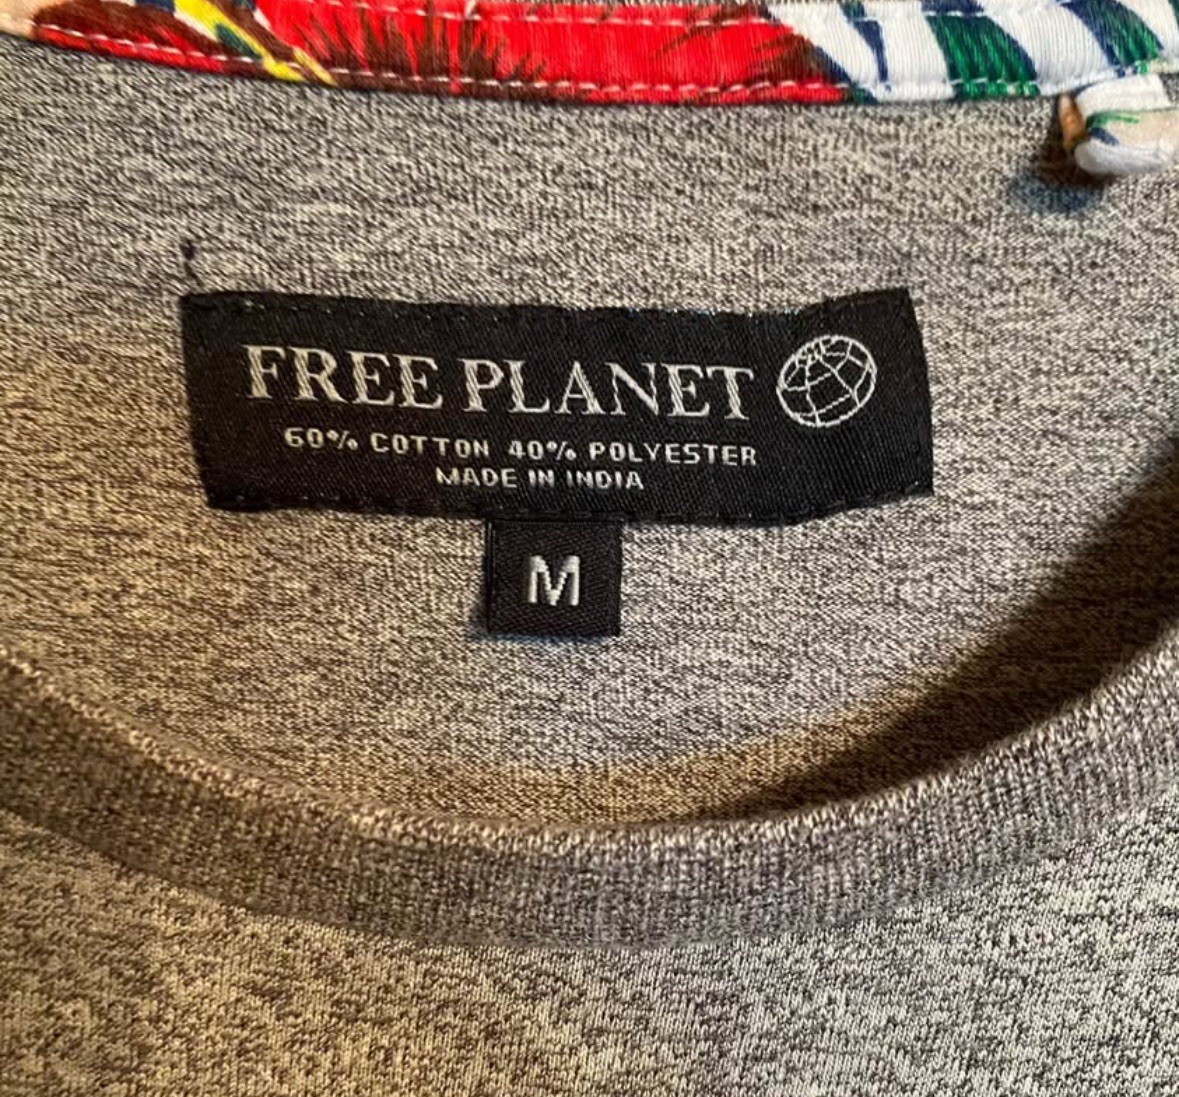 FREE PLANET
60% COTTON 40% POLYESTER
MADE IN INDIA
M